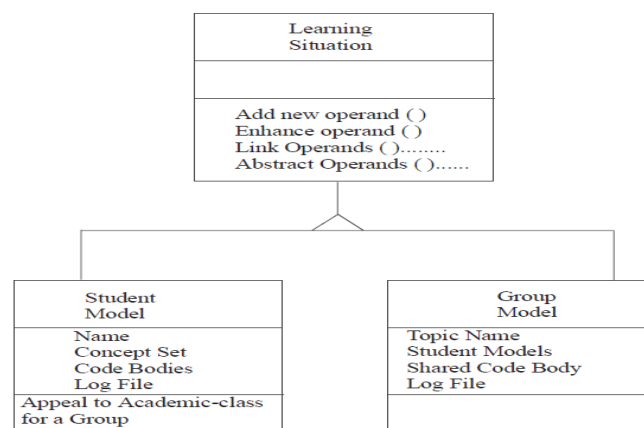 Learning
Situation
Add new operand ( )
Enhance operand ( )
Link Operands ( )........
Abstract Operands ( )......
Student
Model
Name
Concept Set
Code Bodies
Log File
Appeal to Academic-class
for a Group
Group
Model
Topic Name
Student Models
Shared Code Body
Log File